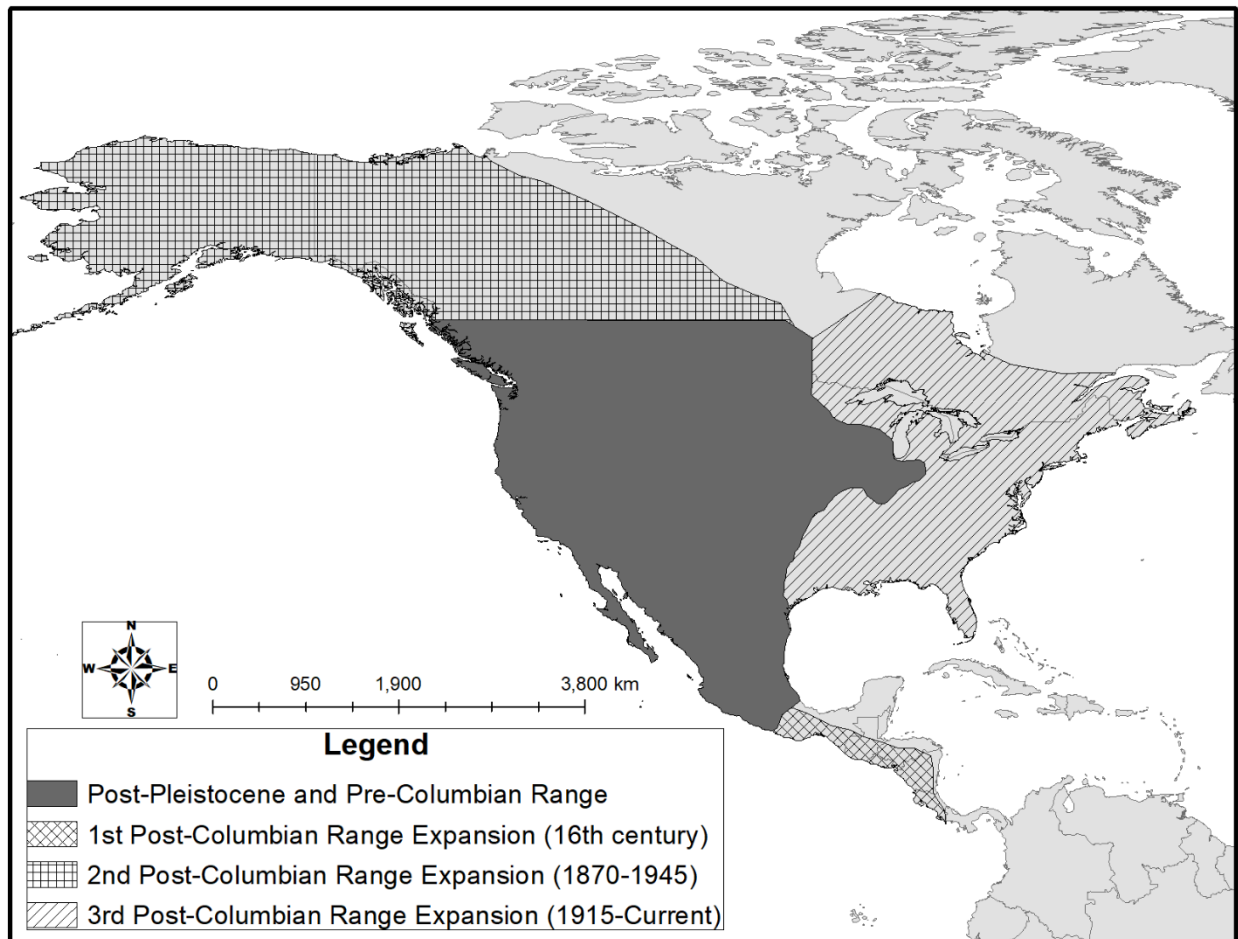 N
W E
S
0 950 1,900 3,800 km
Legend
Post-Pleistocene and Pre-Columbian Range
1st Post-Columbian Range Expansion (16th century)
2nd Post-Columbian Range Expansion (1870-1945)
3rd Post-Columbian Range Expansion (1915-Current)